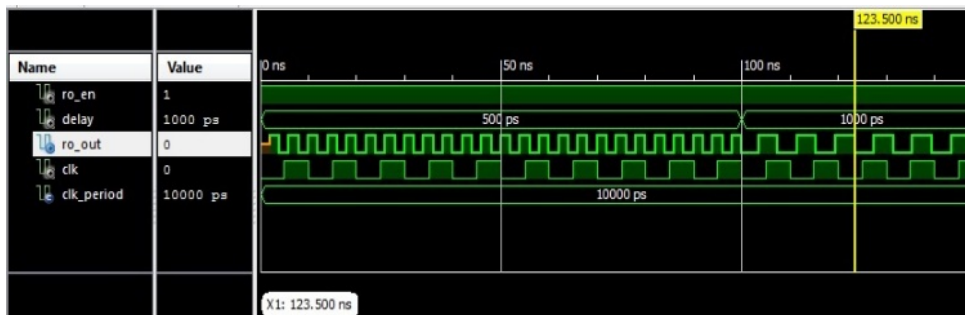 123.500 ns
Name Value 0 ns 50 ns 100 ns
ro_en 1
delay 1000 ps 500 ps 1000 ps
ro_out 0
clk 0
clk_period 10000 ps 10000 ps
X1: 123.500 ns